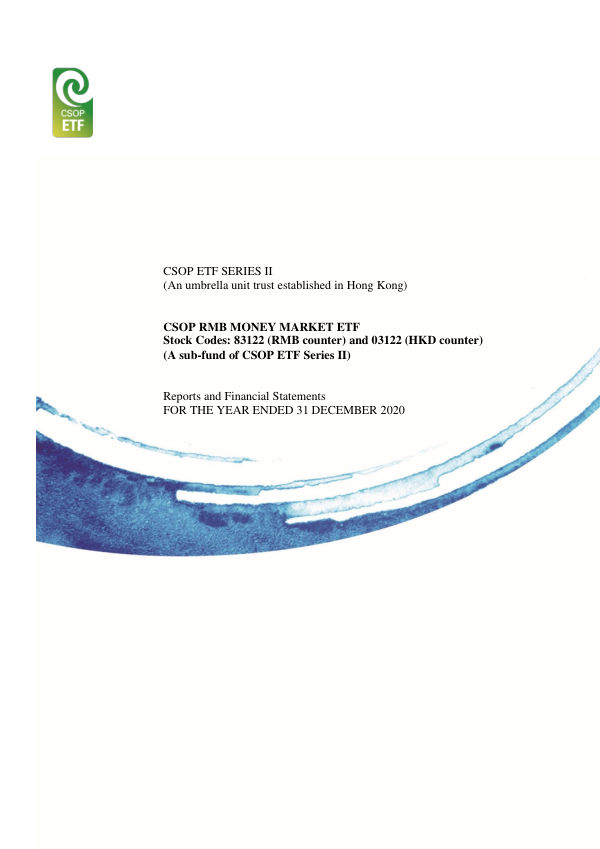 CSOP
ETF
CSOP ETF SERIES II
(An umbrella unit trust established in Hong Kong)
CSOP RMB MONEY MARKET ETF
Stock Codes: 83122 (RMB counter) and 03122 (HKD counter)
(A sub-fund of CSOP ETF Series II)
Reports and Financial Statements
FOR THE YEAR ENDED 31 DECEMBER 2020